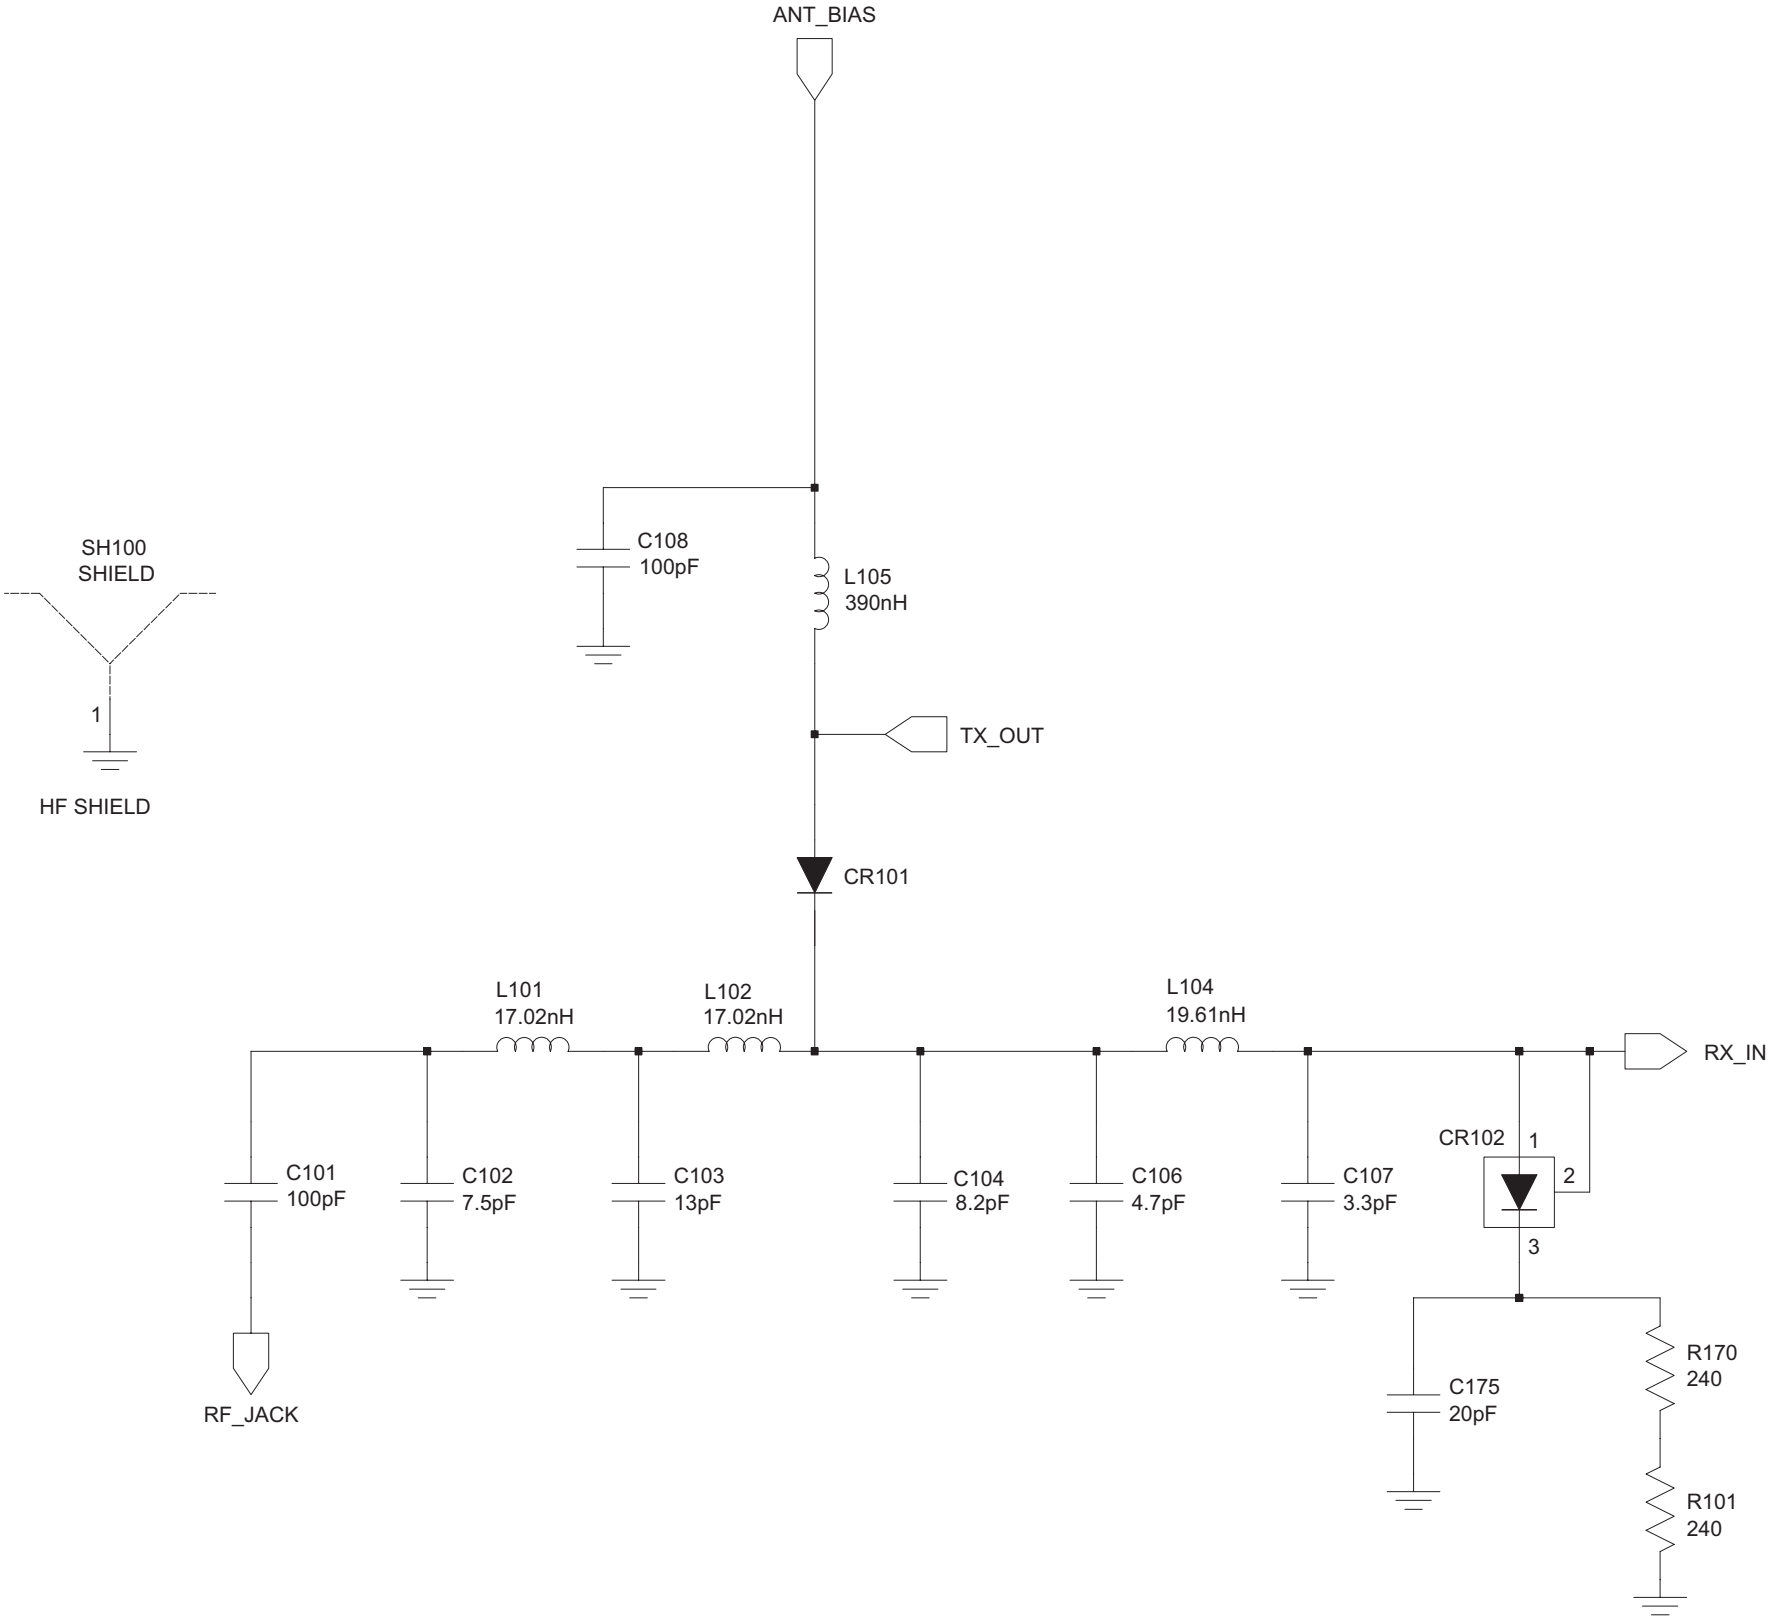 ANT_BIAS
C108
100pF
SH100
SHIELD
L105
390nH
1
TX_OUT
HF SHIELD
CR101
L101
17.02nH
L102
17.02nH
L104
19.61nH
RX_IN
C101
100pF
C102
7.5pF
C103
13pF
C104
8.2pF
C106
4.7pF
C107
3.3pF
CR102
1
2
3
RF_JACK
C175
20pF
R170
240
R101
240